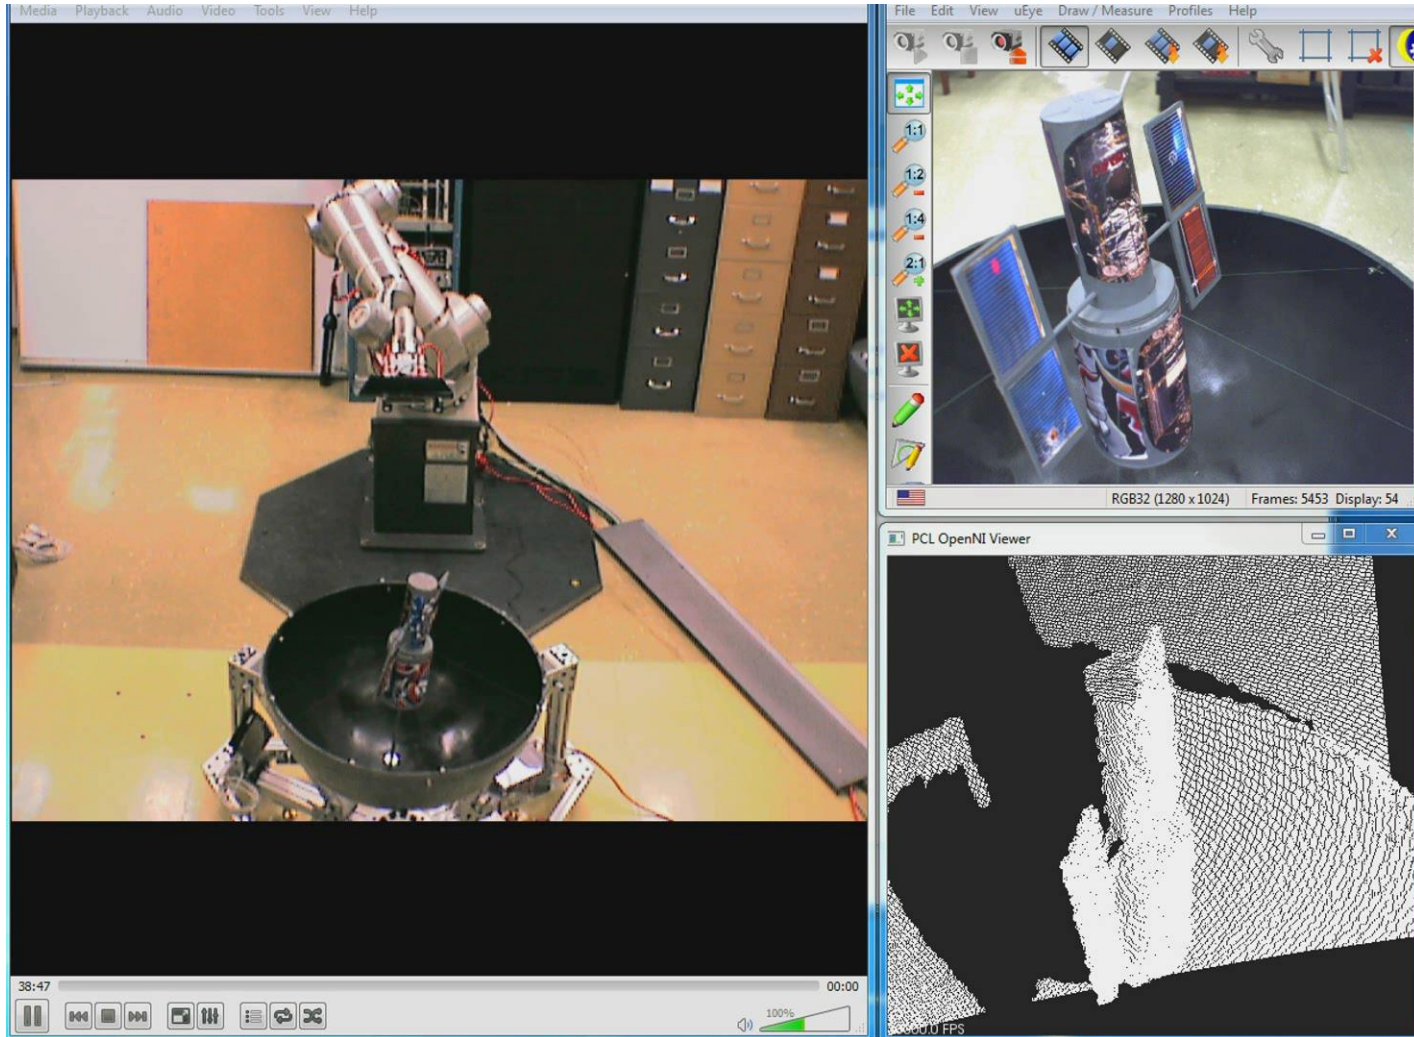 Media Playback Audio Video Tools View Help
38:47
00:00
100%
File Edit View uEye Draw / Measure Profiles Help
1:1
1:2
1:4
2:1
RGB32 (1280 x 1024) Frames: 5453 Display: 54
PCL OpenNI Viewer